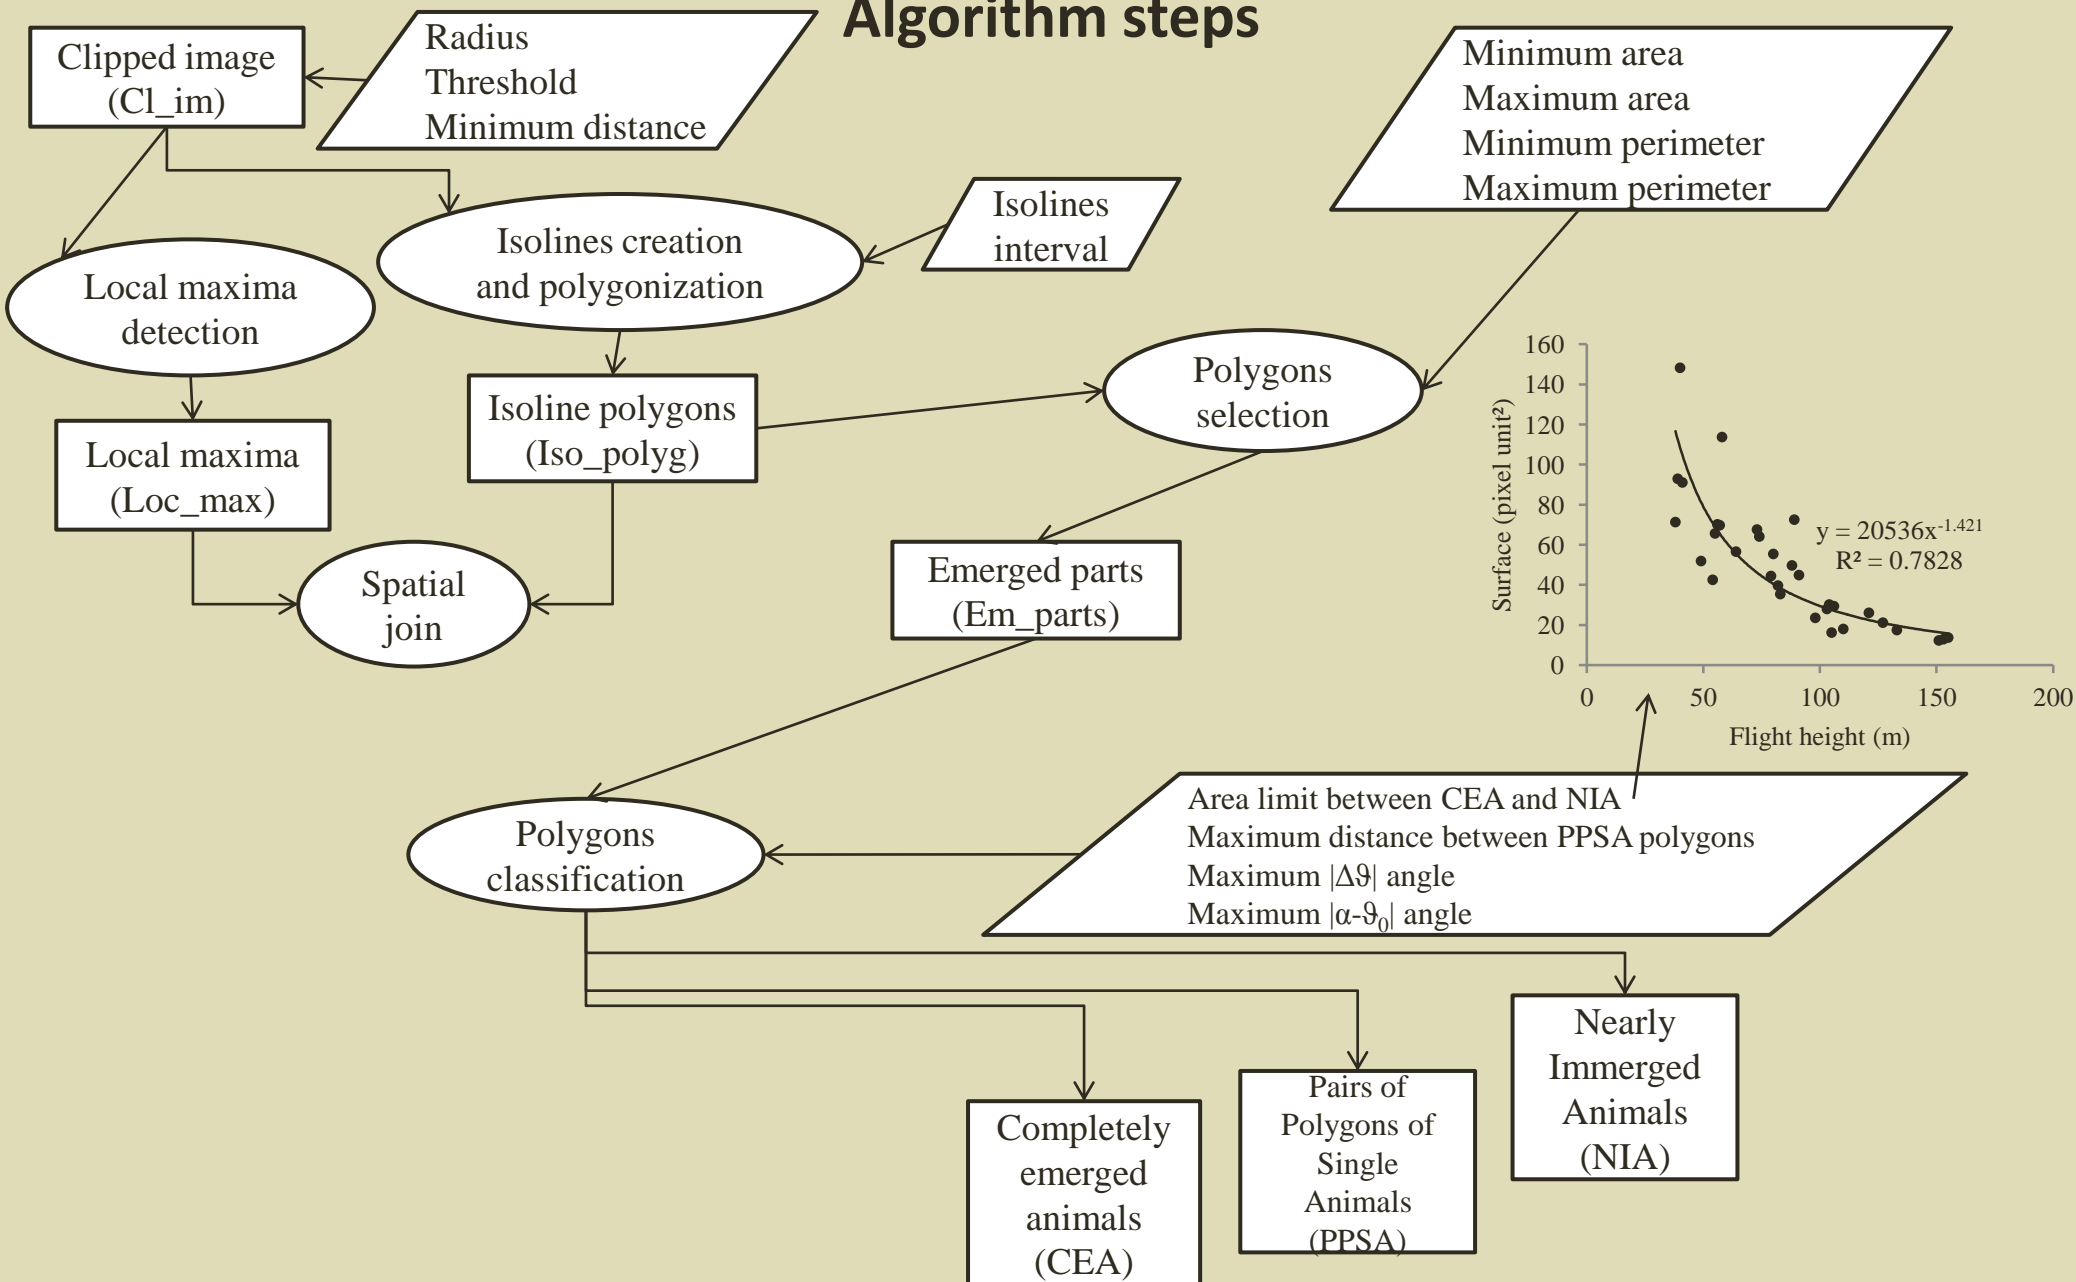 Algorithm steps
Clipped image
(Cl_im)
Radius
Threshold
Minimum distance
Minimum area
Maximum area
Minimum perimeter
Maximum perimeter
Isolines
interval
Isolines creation
and polygonization
Local maxima
detection
Polygons
selection
Isoline polygons
(Iso_polyg)
Local maxima
(Loc_max)
Spatial
join
Emerged parts
(Em_parts)
160
140
120
100
80
60
40
20
0
Surface (pixel unit²)
y = 20536x⁻¹·⁴²¹
R² = 0.7828
0 50 100 150 200
Flight height (m)
Area limit between CEA and NIA
Maximum distance between PPSA polygons
Maximum |Δϑ| angle
Maximum |α-ϑ₀| angle
Polygons
classification
Completely
emerged
animals
(CEA)
Pairs of
Polygons of
Single
Animals
(PPSA)
Nearly
Immerged
Animals
(NIA)